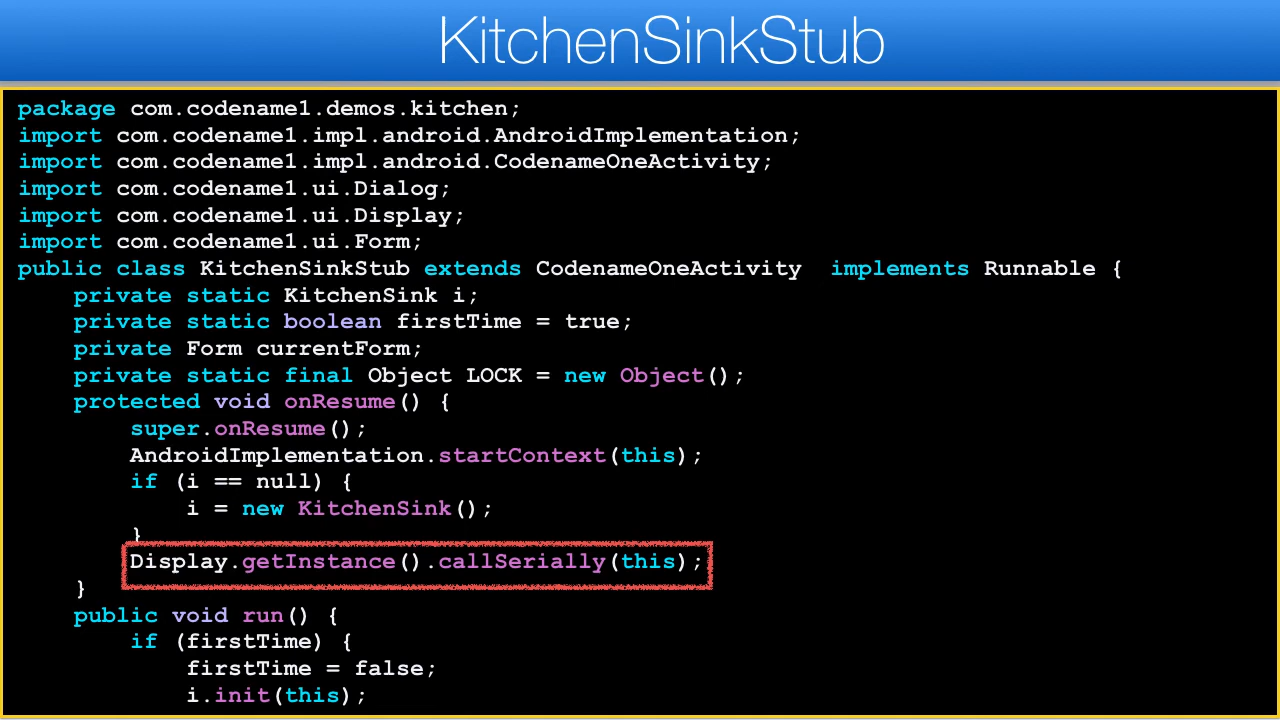 KitchenSinkStub
package com.codename1.demos.kitchen;
import com.codename1.impl.android.AndroidImplementation;
import com.codename1.impl.android.CodenameOneActivity;
import com.codename1.ui.Dialog;
import com.codename1.ui.Display;
import com.codename1.ui.Form;
public class KitchenSinkStub extends CodenameOneActivity  implements Runnable {
    private static KitchenSink i;
    private static boolean firstTime = true;
    private Form currentForm;
    private static final Object LOCK = new Object();
    protected void onResume() {
        super.onResume();
        AndroidImplementation.startContext(this);
        if (i == null) {
            i = new KitchenSink();
        }
        Display.getInstance().callSerially(this);
    }
    public void run() {
        if (firstTime) {
            firstTime = false;
            i.init(this);